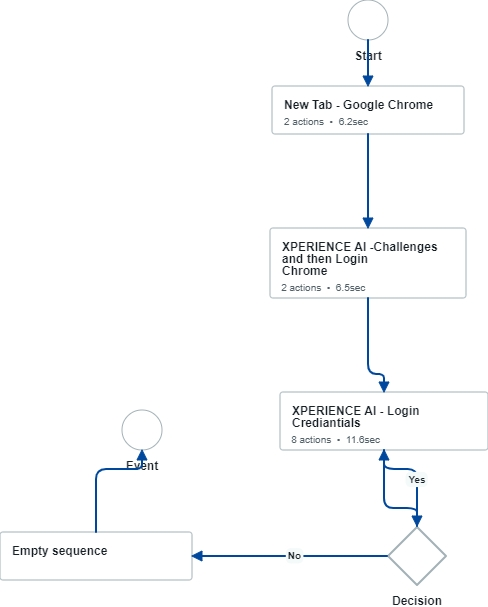 Start
New Tab - Google Chrome
2 actions • 6.2sec
XPERIENCE AI -Challenges
and then Login
Chrome
2 actions • 6.5sec
XPERIENCE AI - Login
Crediantials
8 actions • 11.6sec
Event
Yes
Empty sequence
No
Decision